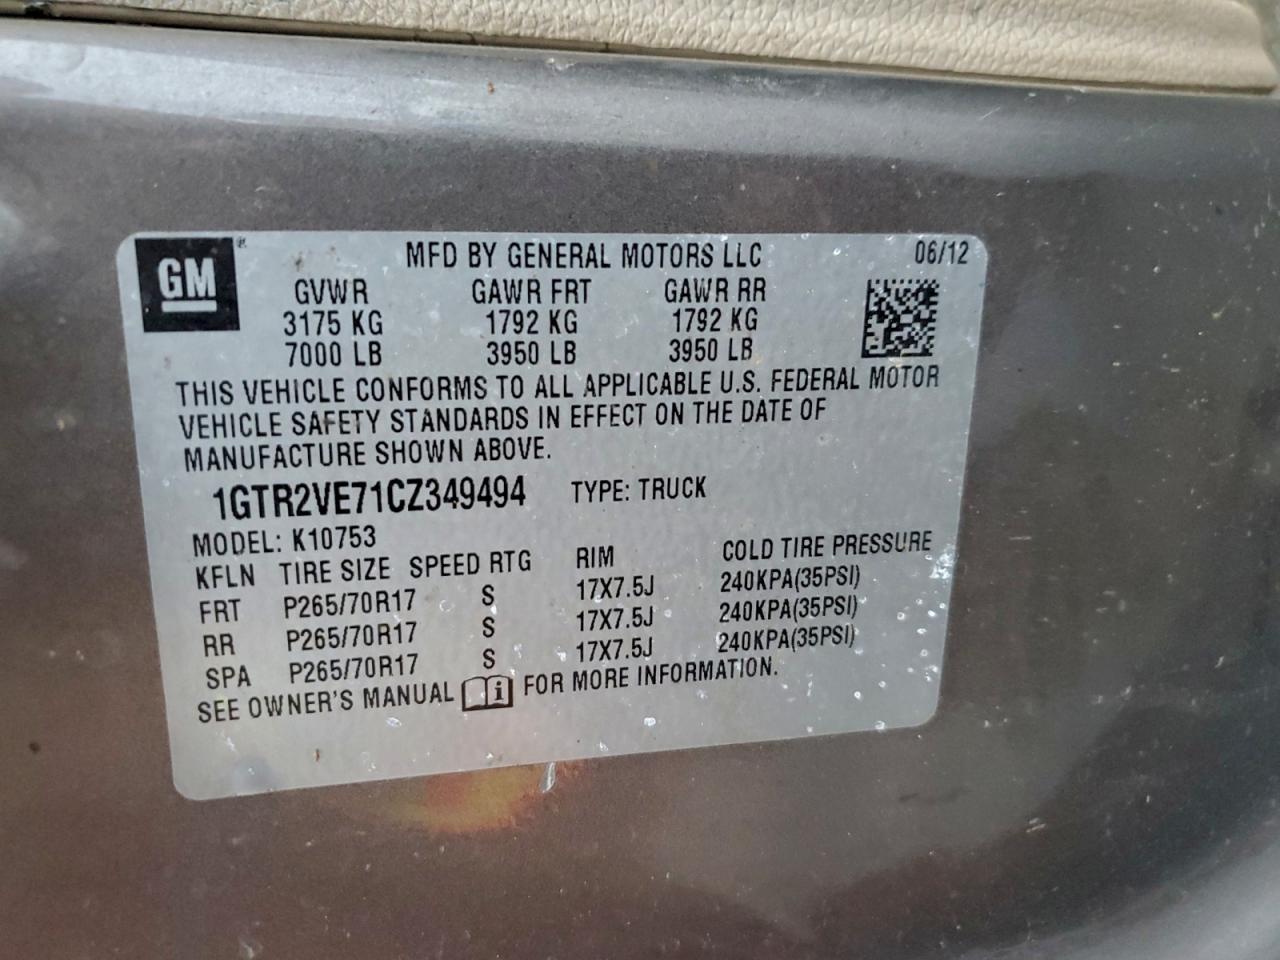 GM ® MFD BY GENERAL MOTORS LLC 06/12
GVWR GAWR FRT GAWR RR
3175 KG 1792 KG 1792 KG
7000 LB 3950 LB 3950 LB
THIS VEHICLE CONFORMS TO ALL APPLICABLE U.S. FEDERAL MOTOR
VEHICLE SAFETY STANDARDS IN EFFECT ON THE DATE OF
MANUFACTURE SHOWN ABOVE.
1GTR2VE71CZ349494 TYPE: TRUCK
MODEL: K10753
KFLN TIRE SIZE SPEED RTG RIM COLD TIRE PRESSURE
FRT P265/70R17 S 17X7.5J 240KPA(35PSI)
RR P265/70R17 S 17X7.5J 240KPA(35PSI)
SPA P265/70R17 S 17X7.5J 240KPA(35PSI)
SEE OWNER'S MANUAL i FOR MORE INFORMATION.